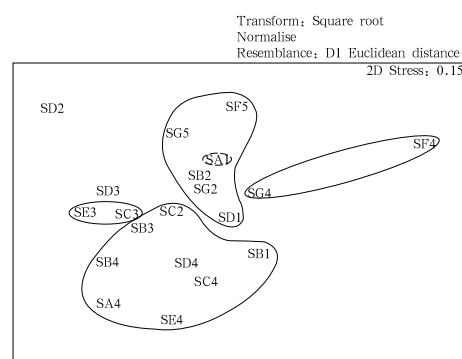 Transform: Square root
Normalise
Resemblance: D1 Euclidean distance
2D Stress: 0.15
SD2
SF5
SG5
SF4
SA1
SB2
SG2
SG4
SD3
SE3
SC3
SC2
SD1
SB3
SB4
SD4
SB1
SC4
SA4
SE4